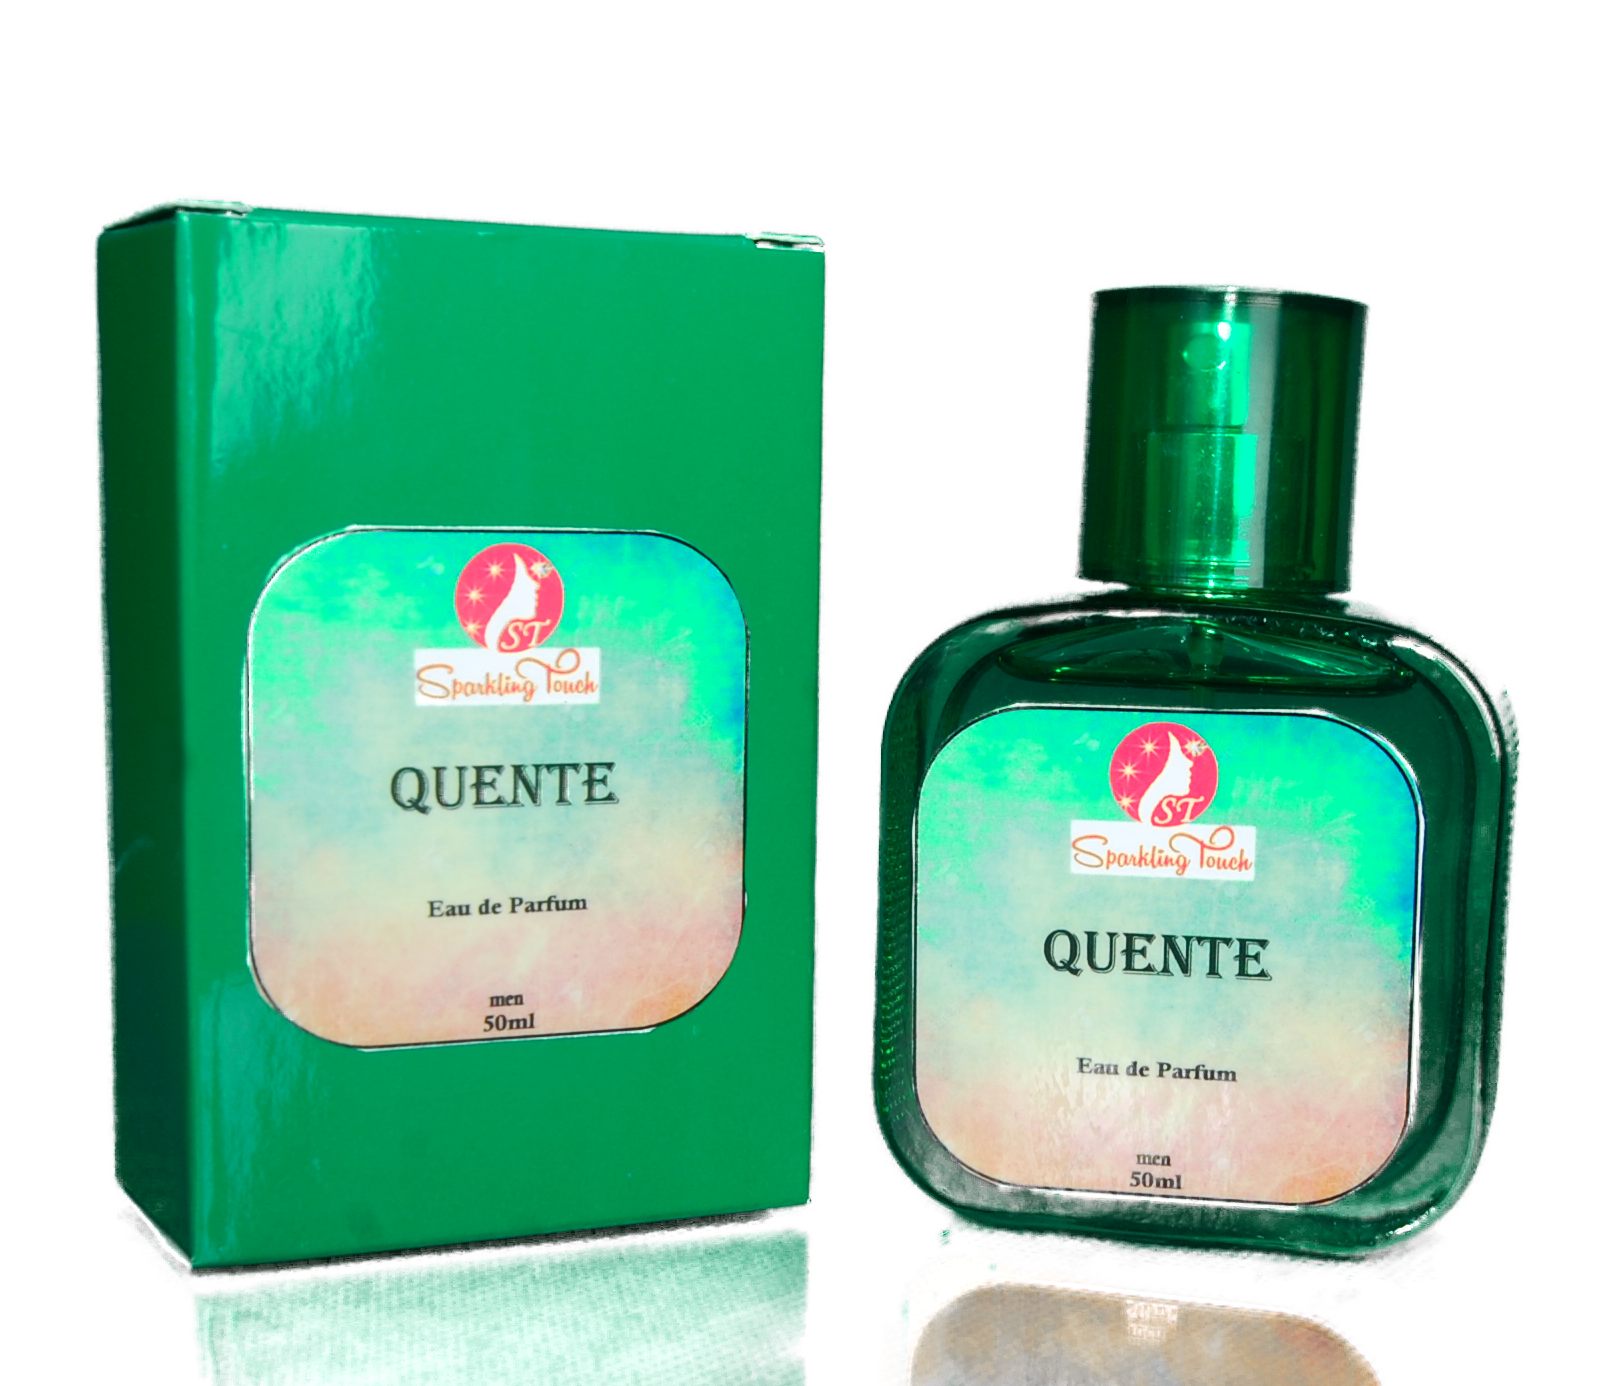 ST
Sparkling Touch
QUENTE
Eau de Parfum
men
50ml
ST
Sparkling Touch
QUENTE
Eau de Parfum
men
50ml